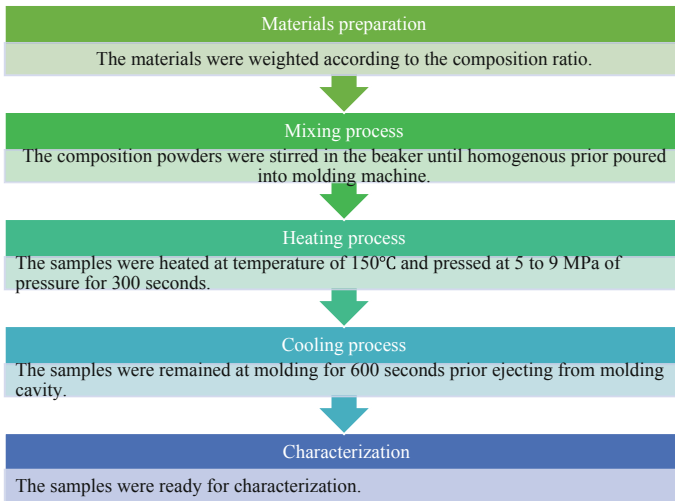 Materials preparation
The materials were weighted according to the composition ratio.
Mixing process
The composition powders were stirred in the beaker until homogenous prior poured
into molding machine.
Heating process
The samples were heated at temperature of 150℃ and pressed at 5 to 9 MPa of
pressure for 300 seconds.
Cooling process
The samples were remained at molding for 600 seconds prior ejecting from molding
cavity.
Characterization
The samples were ready for characterization.